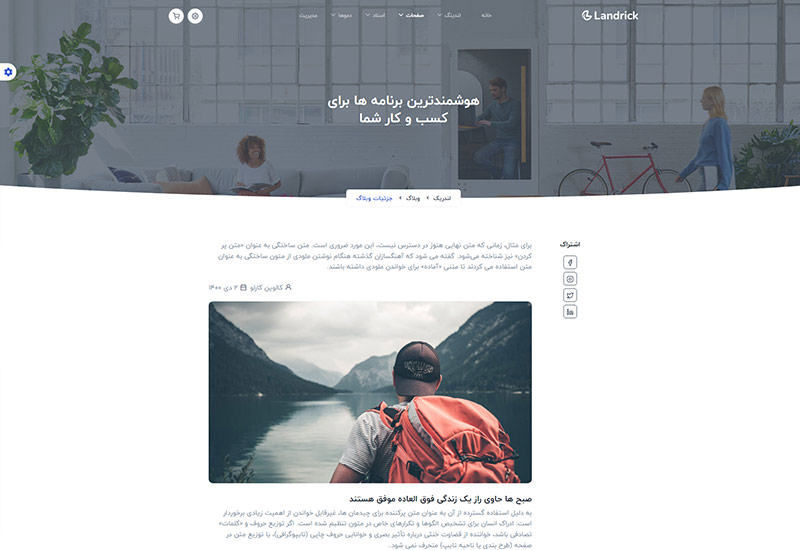 Landrick
خانه
لندینگ
صفحات
اسناد
دموها
مدیریت
هوشمندترین برنامه ها برای
کسب و کار شما
لندریک
وبلاگ
جزئیات وبلاگ
اشتراک
برای مثال، زمانی که متن نهایی هنوز در دسترس نیست، این مورد ضروری است. متن ساختگی به عنوان «متن پر
کردن» نیز شناخته می‌شود. گفته می شود که آهنگسازان گذشته هنگام نوشتن ملودی از متون ساختگی به عنوان
متن استفاده می کردند تا متنی «آماده» برای خواندن ملودی داشته باشند.
کالوین کارلو
۲ دی ۱۴۰۰
صبح ها حاوی راز یک زندگی فوق العاده موفق هستند
به دلیل استفاده گسترده از آن به عنوان متن پرکننده برای چیدمان ها، غیرقابل خواندن از اهمیت زیادی برخوردار
است: ادراک انسان برای تشخیص الگوها و تکرارهای خاص در متون تنظیم شده است. اگر توزیع حروف و «کلمات»
تصادفی باشد، خواننده از قضاوت خنثی درباره تأثیر بصری و خوانایی حروف چاپی (تایپوگرافی)، یا توزیع متن در
صفحه (طرح بندی یا ناحیه تایپ) منحرف نمی شود.